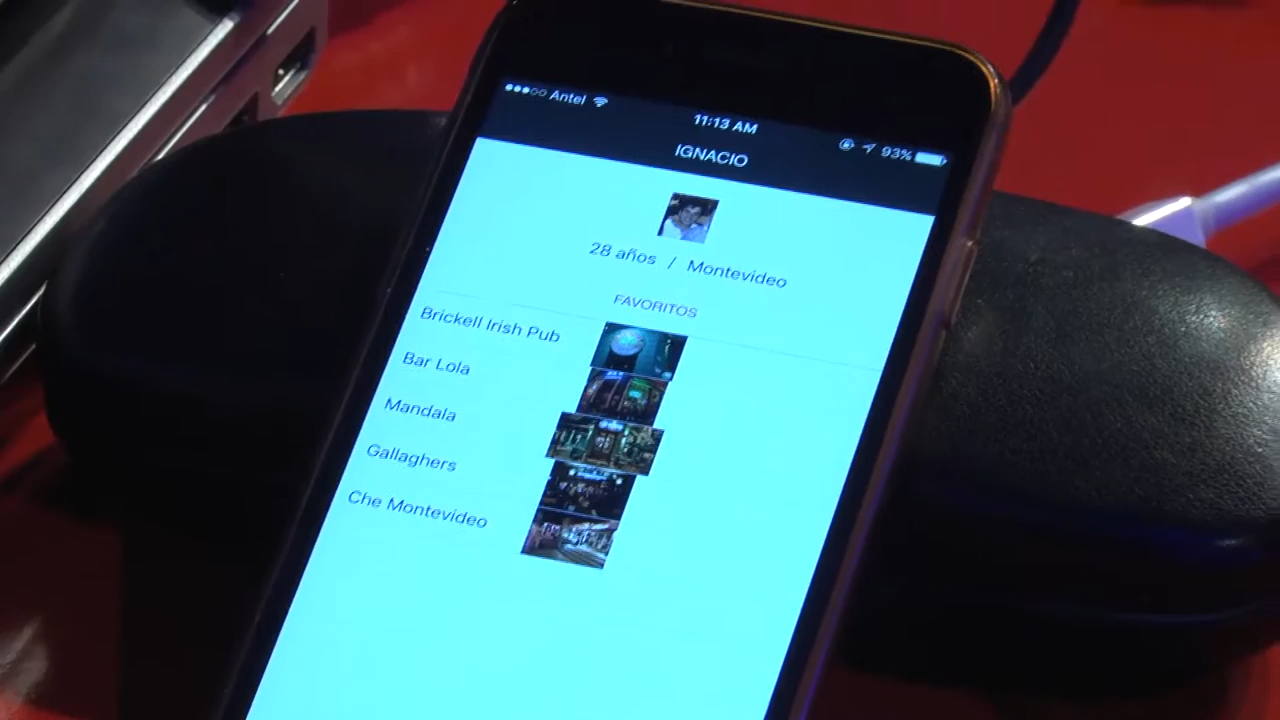 Antel
11:13 AM
93%
IGNACIO
28 años / Montevideo
FAVORITOS
Brickell Irish Pub
Bar Lola
Mandala
Gallaghers
Che Montevideo